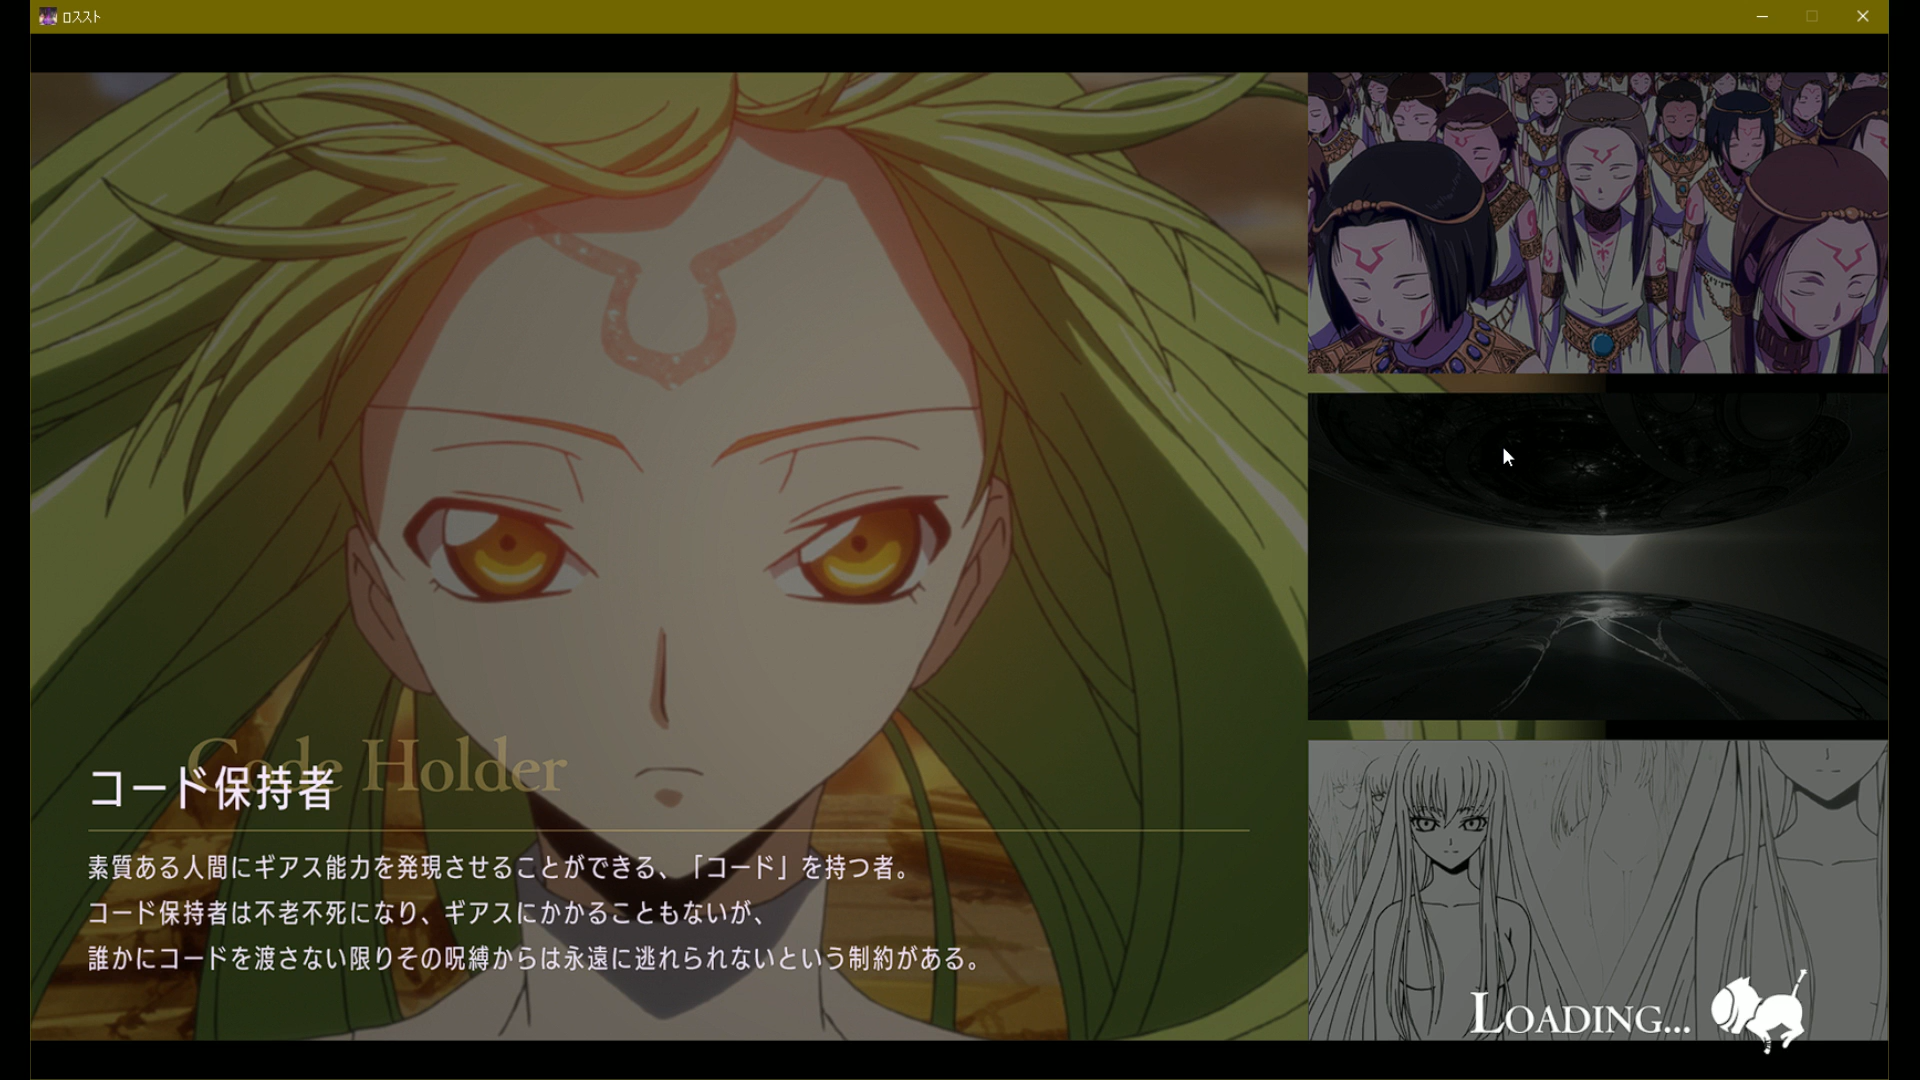 ロススト
Code Holder
コード保持者
素質ある人間にギアス能力を発現させることができる、「コード」を持つ者。
コード保持者は不老不死になり、ギアスにかかることもないが、
誰かにコードを渡さない限りその呪縛からは永遠に逃れられないという制約がある。
LOADING...